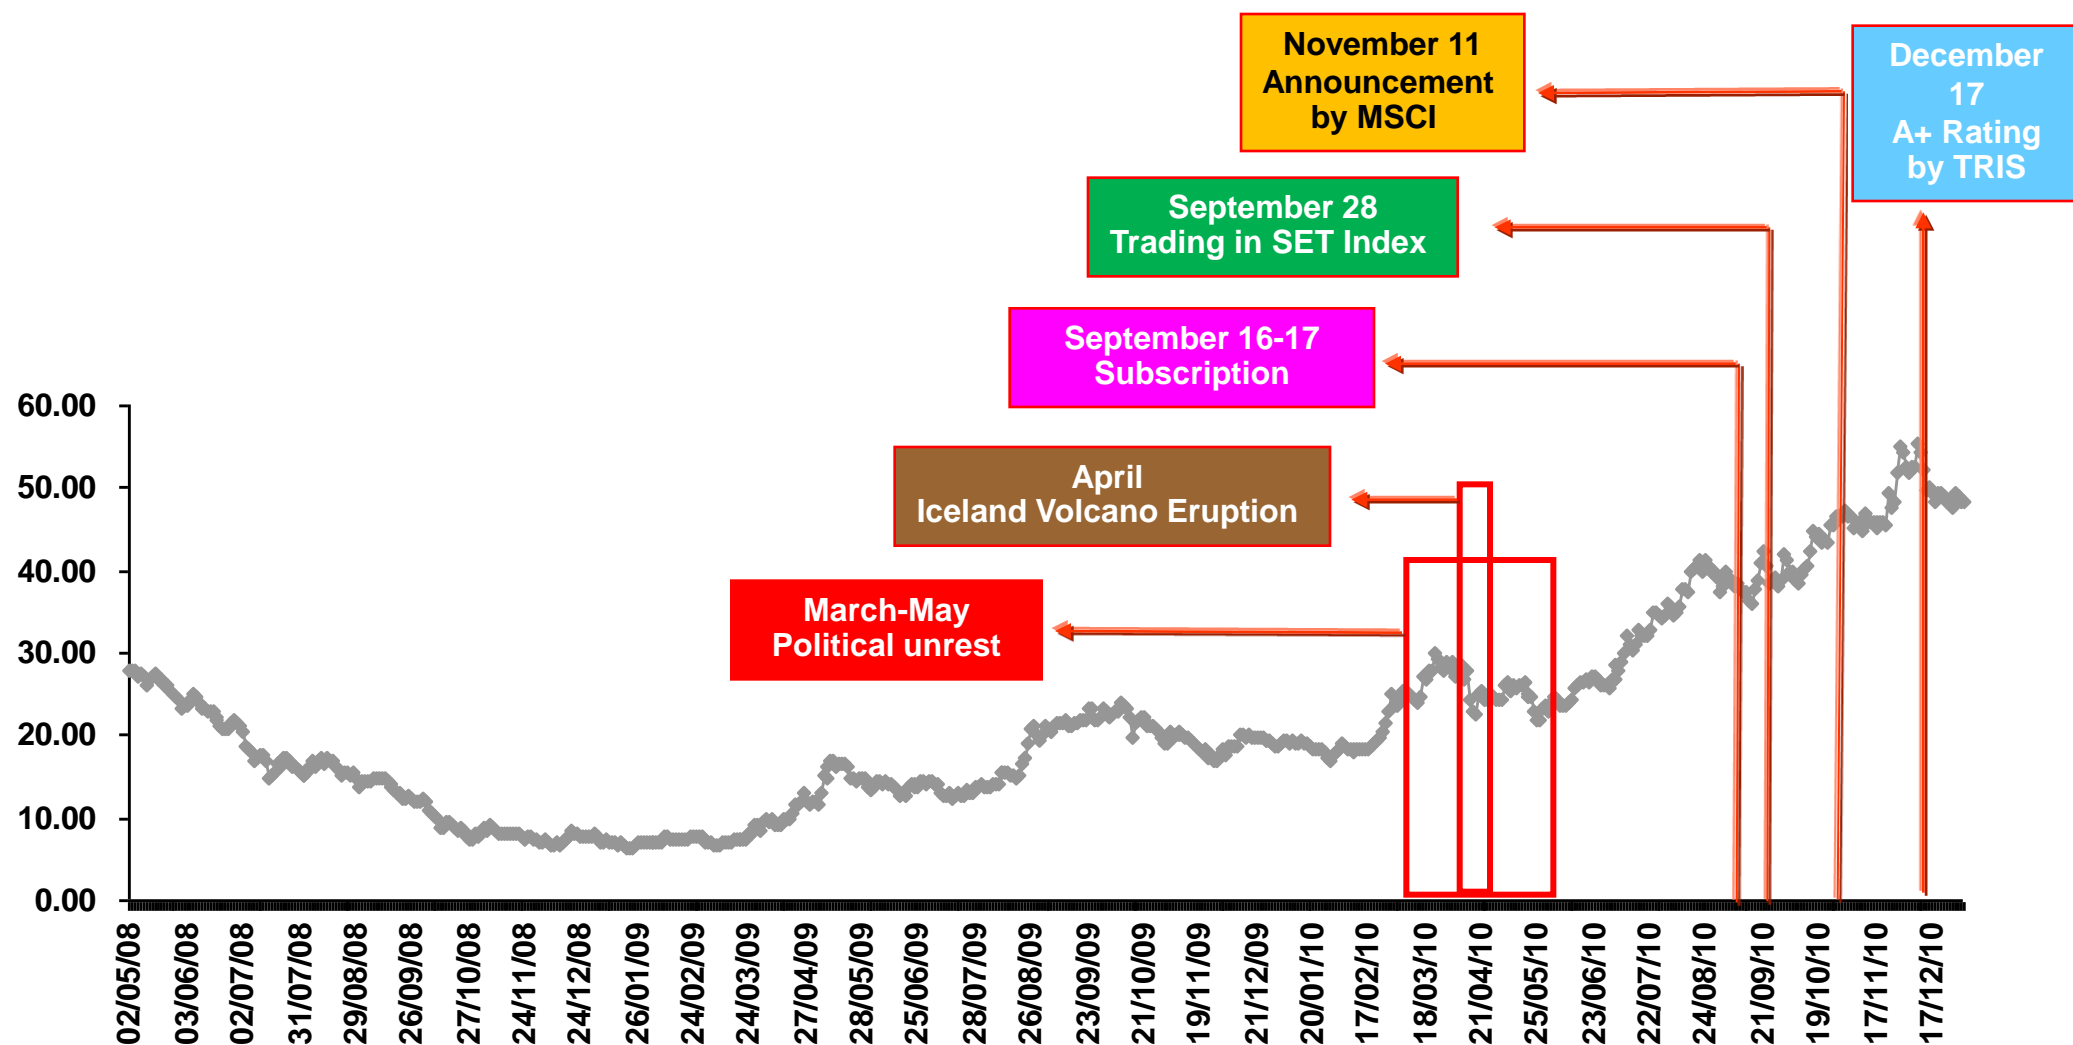 November 11
Announcement
by MSCI
December
17
A+ Rating
by TRIS
September 28
Trading in SET Index
September 16-17
Subscription
April
Iceland Volcano Eruption
March-May
Political unrest
60.00
50.00
40.00
30.00
20.00
10.00
0.00
02/05/08
03/06/08
02/07/08
31/07/08
29/08/08
26/09/08
27/10/08
24/11/08
24/12/08
26/01/09
24/02/09
24/03/09
27/04/09
28/05/09
25/06/09
28/07/09
26/08/09
23/09/09
21/10/09
19/11/09
21/12/09
20/01/10
17/02/10
18/03/10
21/04/10
25/05/10
23/06/10
22/07/10
24/08/10
21/09/10
19/10/10
17/11/10
17/12/10